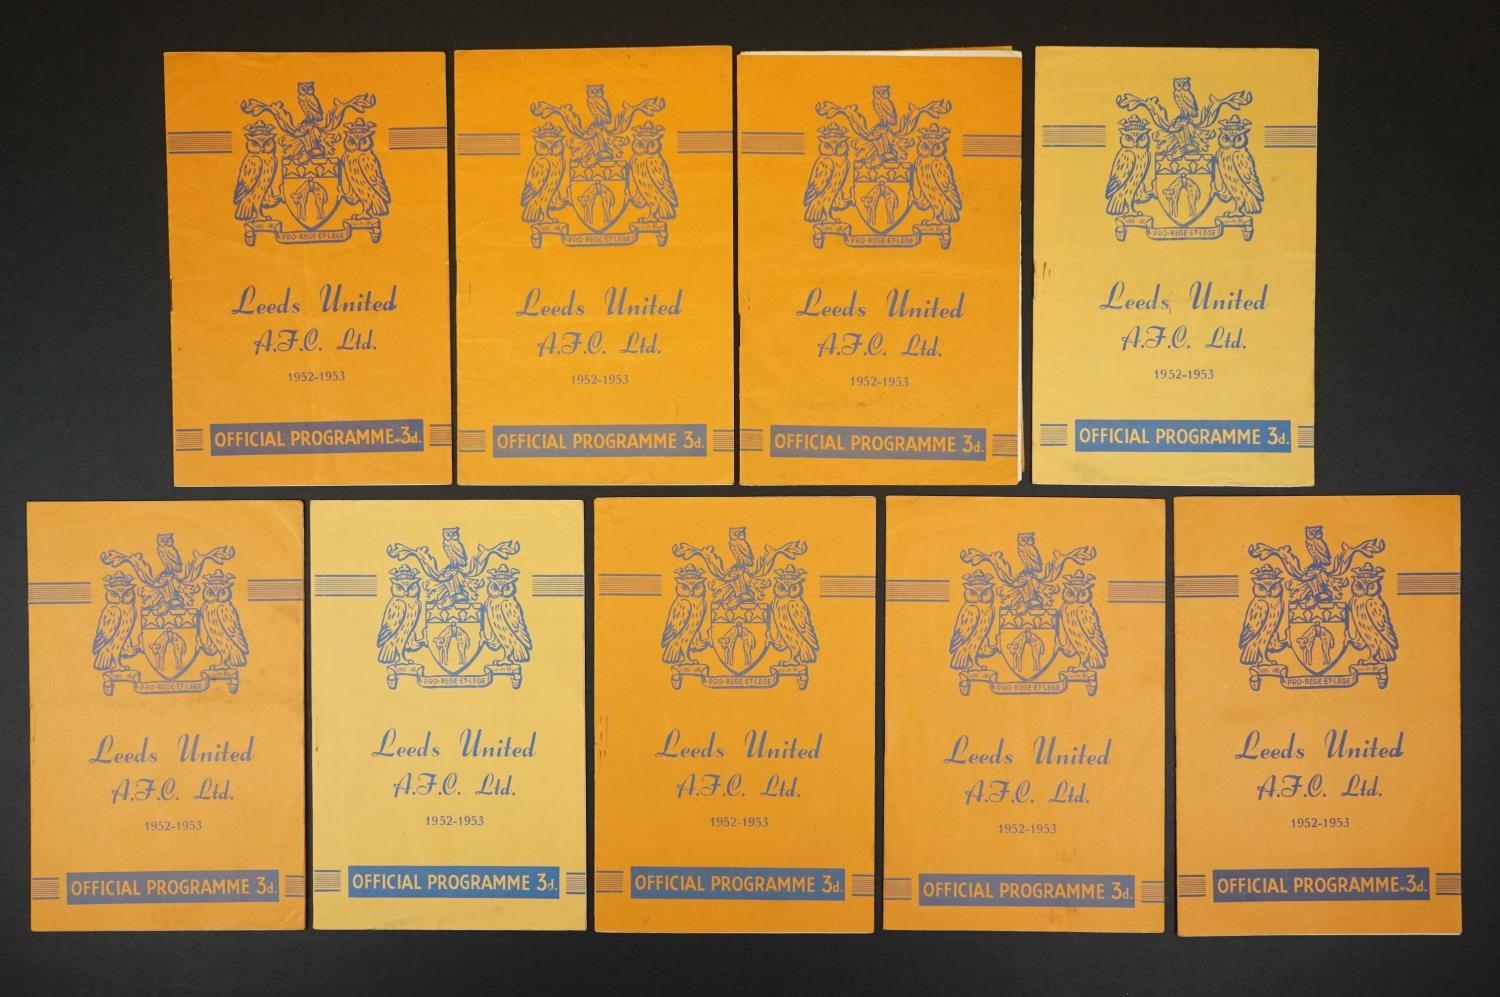 PRO·REGE·ET·LEGE
Leeds United
A.F.C. Ltd.
1952-1953
OFFICIAL PROGRAMME 3d.
PRO·REGE·ET·LEGE
Leeds United
A.F.C. Ltd.
1952-1953
OFFICIAL PROGRAMME 3d.
PRO·REGE·ET·LEGE
Leeds United
A.F.C. Ltd.
1952-1953
OFFICIAL PROGRAMME 3d.
PRO·REGE·ET·LEGE
Leeds United
A.F.C. Ltd.
1952-1953
OFFICIAL PROGRAMME 3d.
PRO·REGE·ET·LEGE
Leeds United
A.F.C. Ltd.
1952-1953
OFFICIAL PROGRAMME 3d.
PRO·REGE·ET·LEGE
Leeds United
A.F.C. Ltd.
1952-1953
OFFICIAL PROGRAMME 3d.
PRO·REGE·ET·LEGE
Leeds United
A.F.C. Ltd.
1952-1953
OFFICIAL PROGRAMME 3d.
PRO·REGE·ET·LEGE
Leeds United
A.F.C. Ltd.
1952-1953
OFFICIAL PROGRAMME 3d.
PRO·REGE·ET·LEGE
Leeds United
A.F.C. Ltd.
1952-1953
OFFICIAL PROGRAMME 3d.